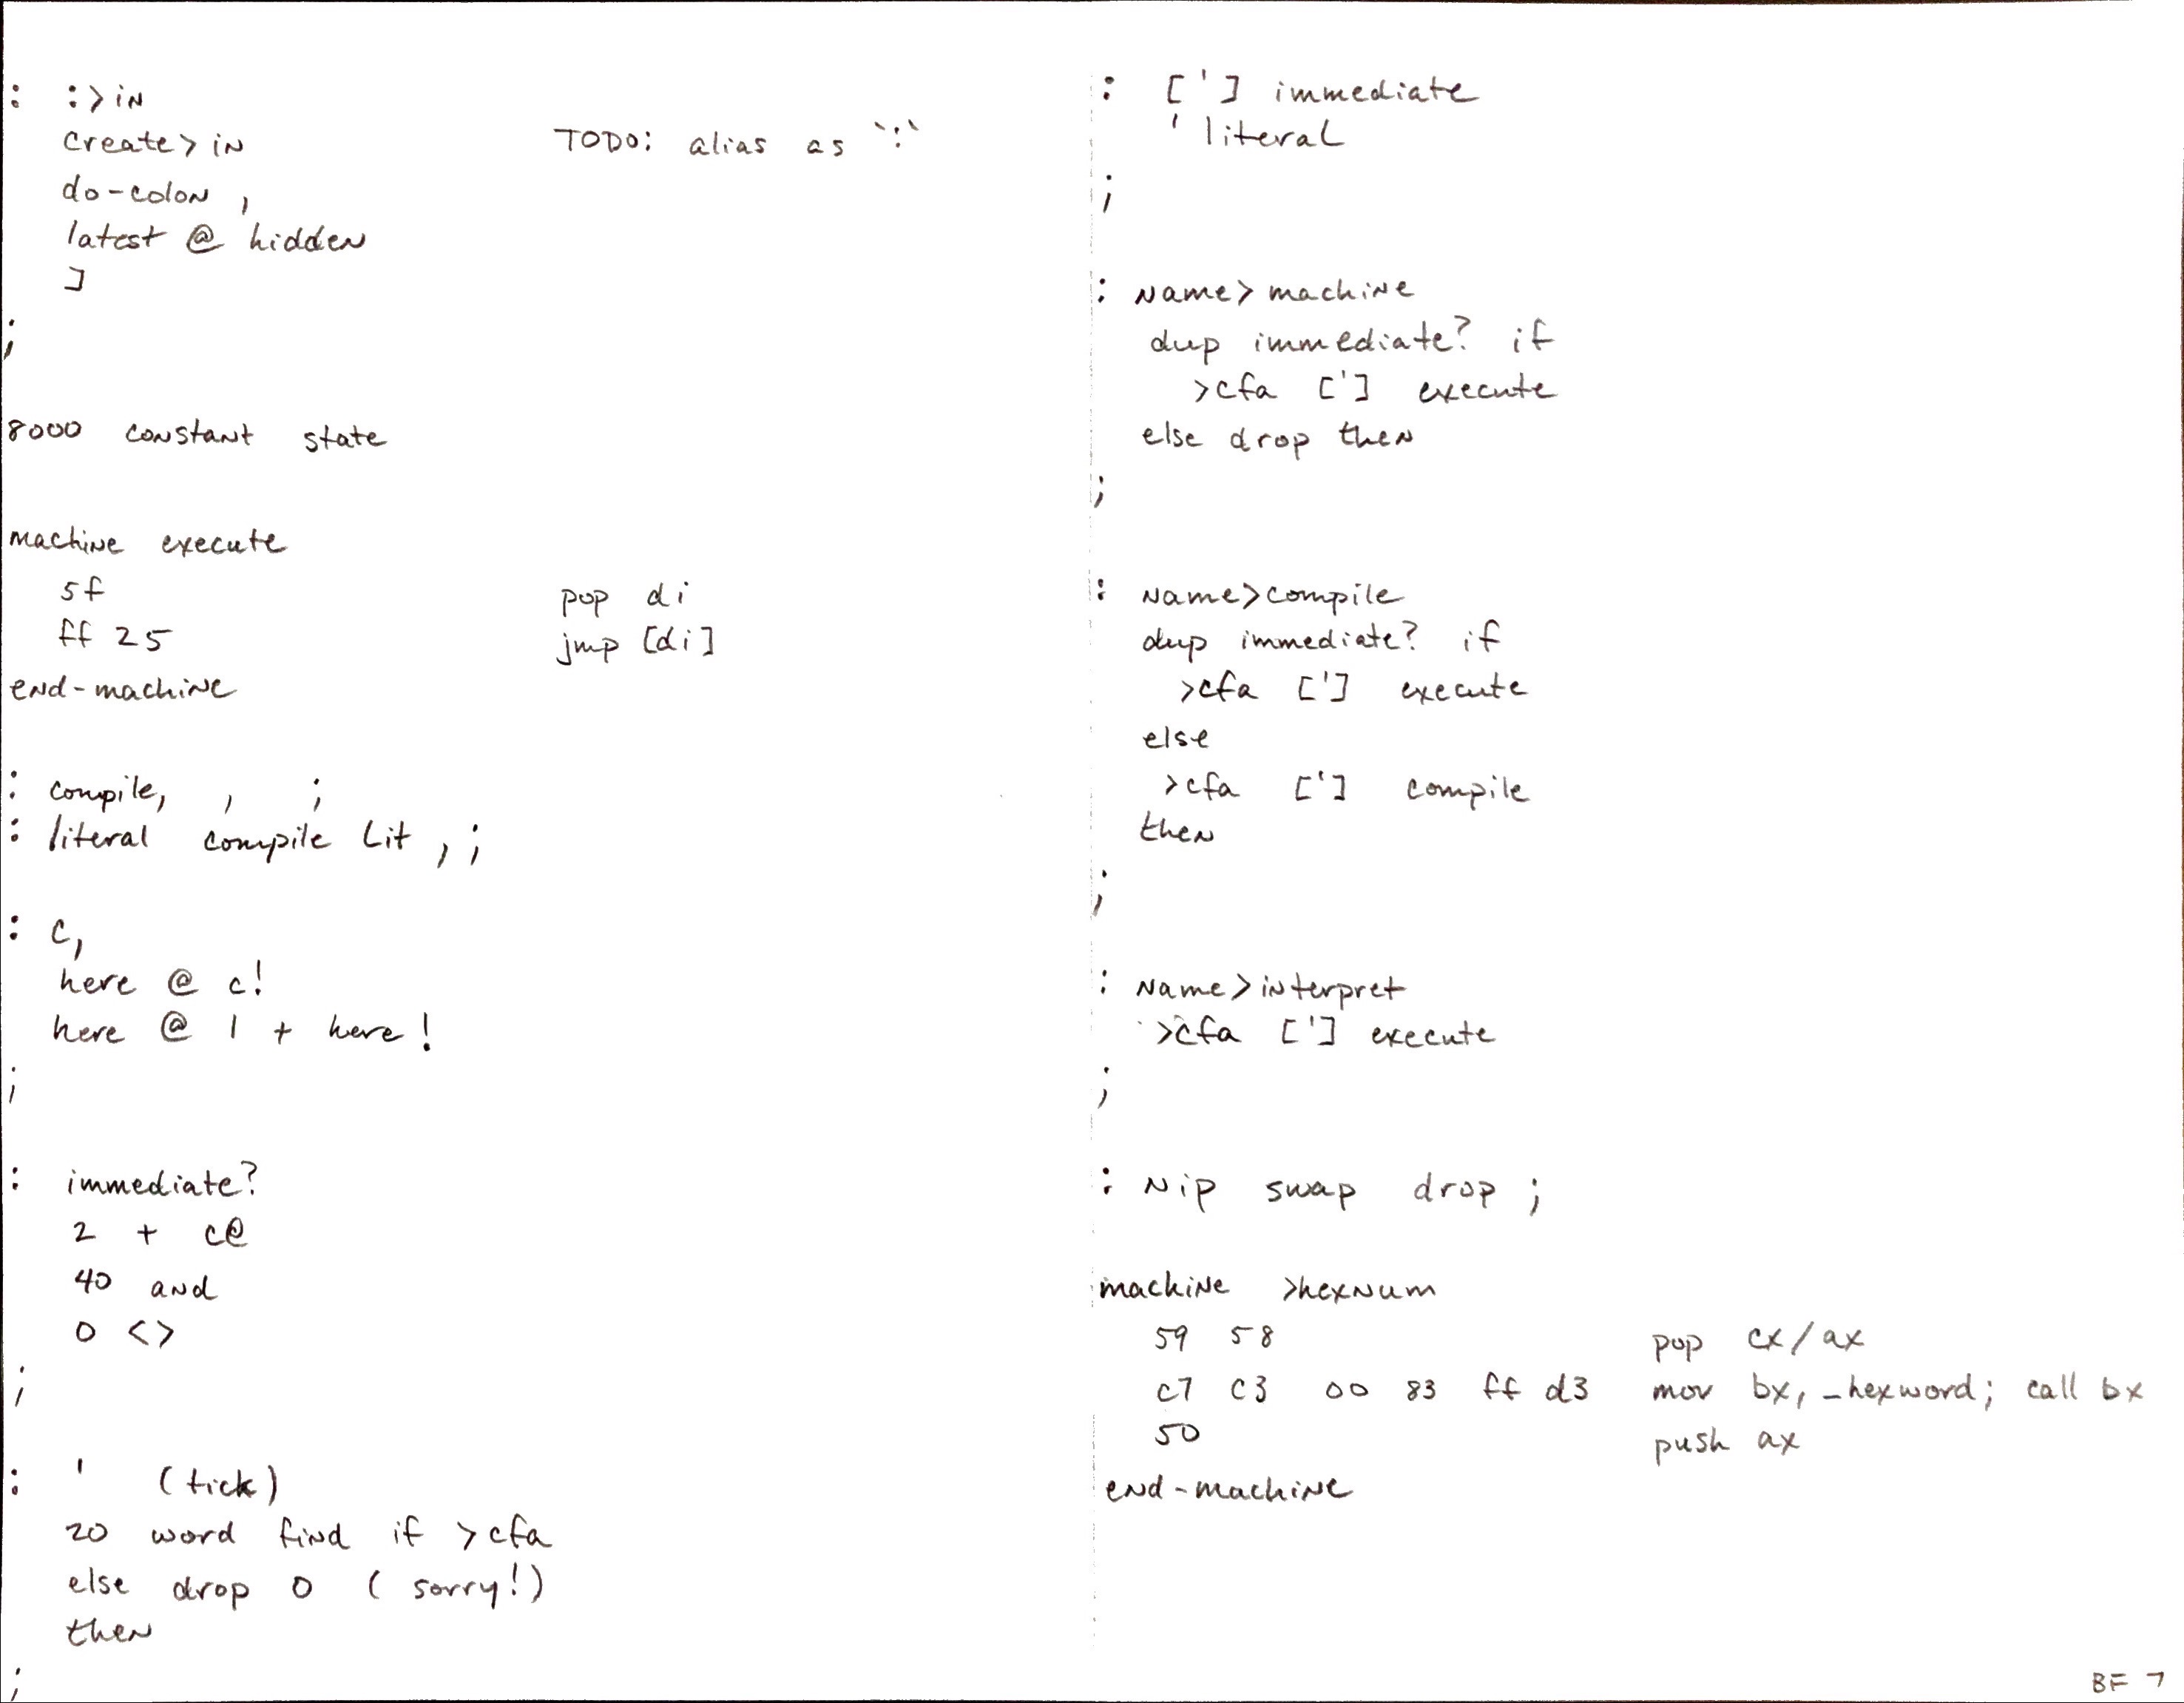 : :>in
create>in TODO: alias as `:`
do-colon ,
latest @ hidden
]
;
8000 constant state
machine execute
5f pop di
ff 25 jmp [di]
end-machine
: compile, , ;
: literal compile lit , ;
: c,
here @ c!
here @ 1 + here !
;
: immediate?
2 + c@
40 and
0 <>
;
: ' (tick)
20 word find if >cfa
else drop 0 ( sorry!)
then
;
: ['] immediate
' literal
;
: name>machine
dup immediate? if
>cfa ['] execute
else drop then
;
: name>compile
dup immediate? if
>cfa ['] execute
else
>cfa ['] compile
then
;
: name>interpret
>cfa ['] execute
;
: nip swap drop ;
machine >hexnum
59 58 pop cx/ax
c7 c3 00 83 ff d3 mov bx, _hexword; call bx
50 push ax
end-machine
BF 7